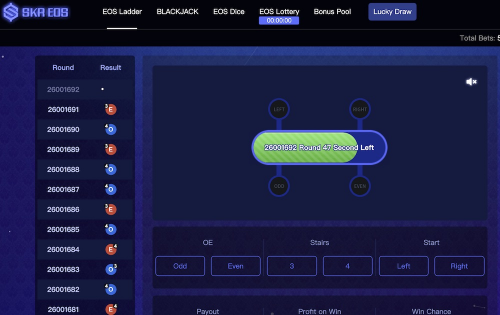 SKR EOS
EOS Ladder
BLACKJACK
EOS Dice
EOS Lottery
00:00:00
Bonus Pool
Lucky Draw
Total Bets: 5
Round Result
26001692 •
26001691 3 E
26001690 4 O
26001689 3 E
26001688 4 O
26001687 4 O
26001686 3 E
26001685 4 O
26001684 E 4
26001683 O 3
26001682 4 O
26001681 E 4
LEFT RIGHT
26001692 Round 47 Second Left
ODD EVEN
OE Stairs Start
Odd Even 3 4 Left Right
Payout Profit on Win Win Chance